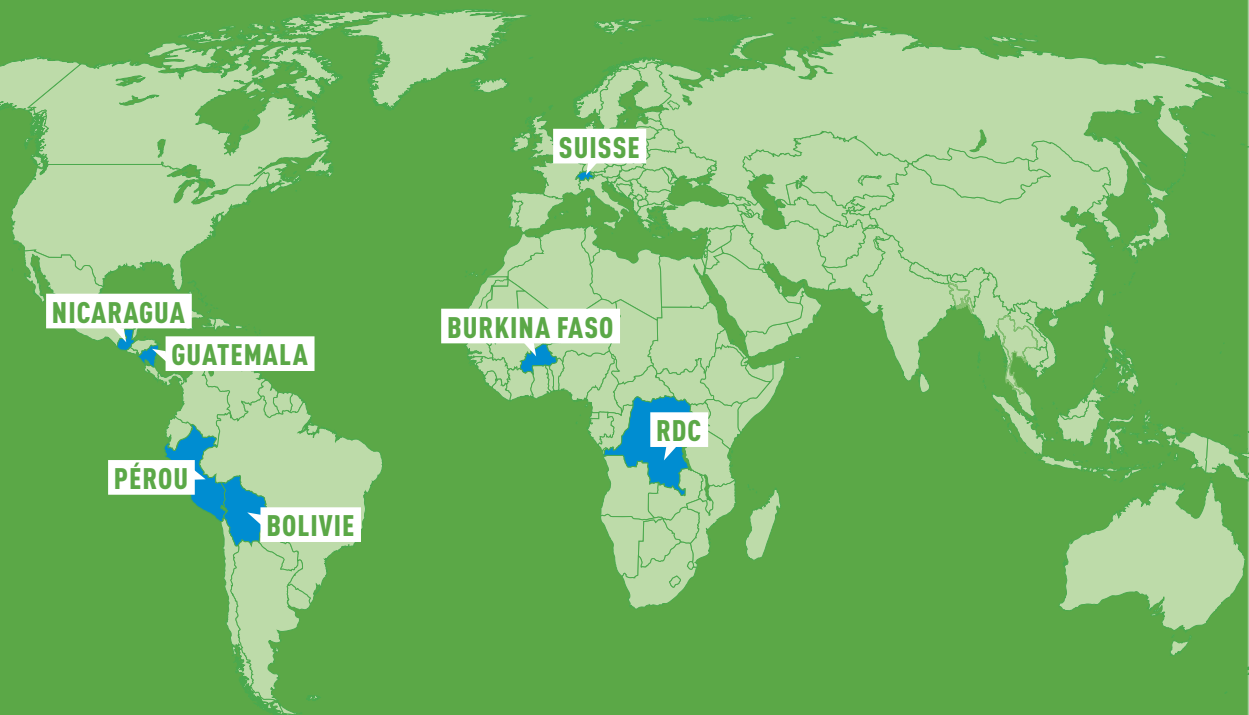 SUISSE
NICARAGUA
BURKINA FASO
GUATEMALA
RDC
PÉROU
BOLIVIE